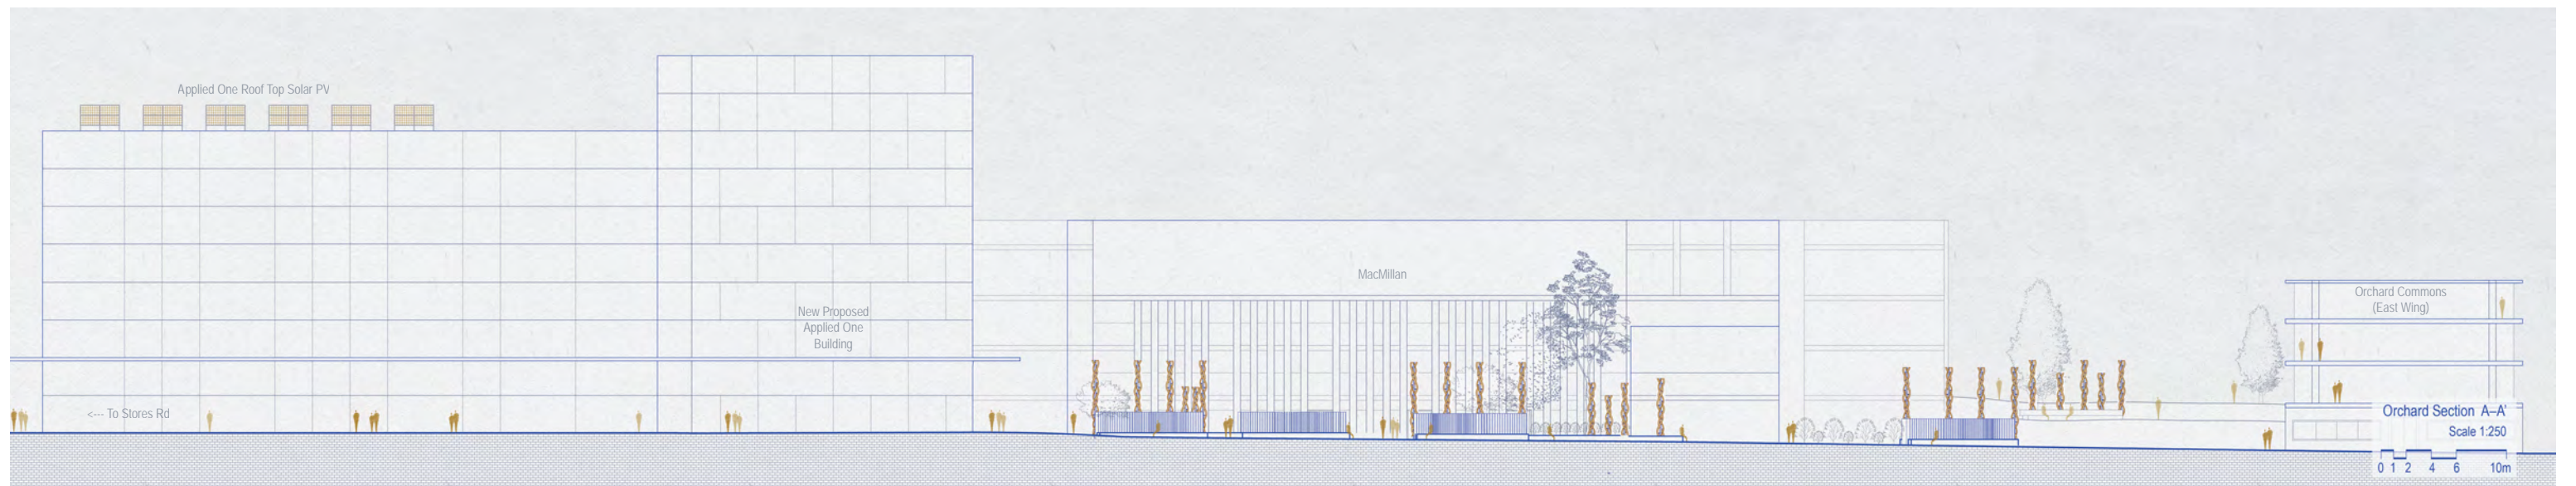 Applied One Roof Top Solar PV
New Proposed
Applied One
Building
<--- To Stores Rd
MacMillan
Orchard Commons
(East Wing)
Orchard Section A–A'
Scale 1:250
0 1 2 4 6 10m